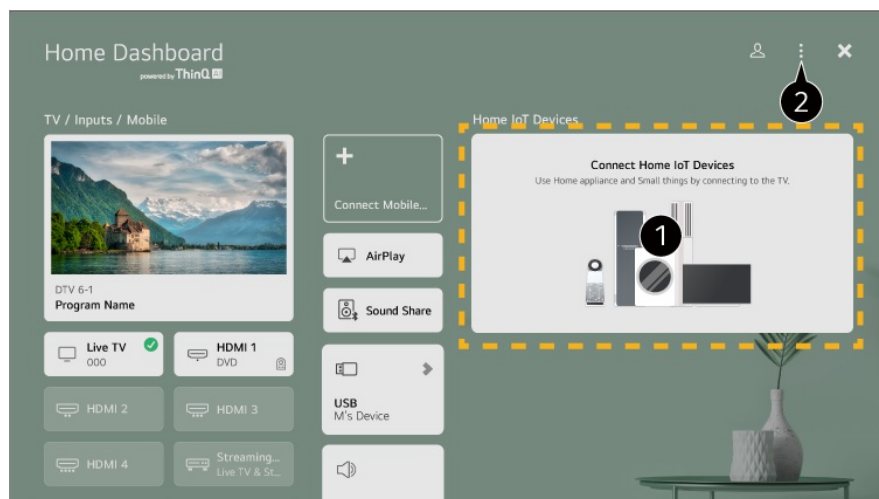 Home Dashboard
powered by ThinQ AI
2
TV / Inputs / Mobile
Home IoT Devices
DTV 6-1
Program Name
Live TV
000
HDMI 1
DVD
HDMI 2
HDMI 3
HDMI 4
Streaming...
Live TV & St...
Connect Mobile...
AirPlay
Sound Share
USB
M's Device
Connect Home IoT Devices
Use Home appliance and Small things by connecting to the TV.
1